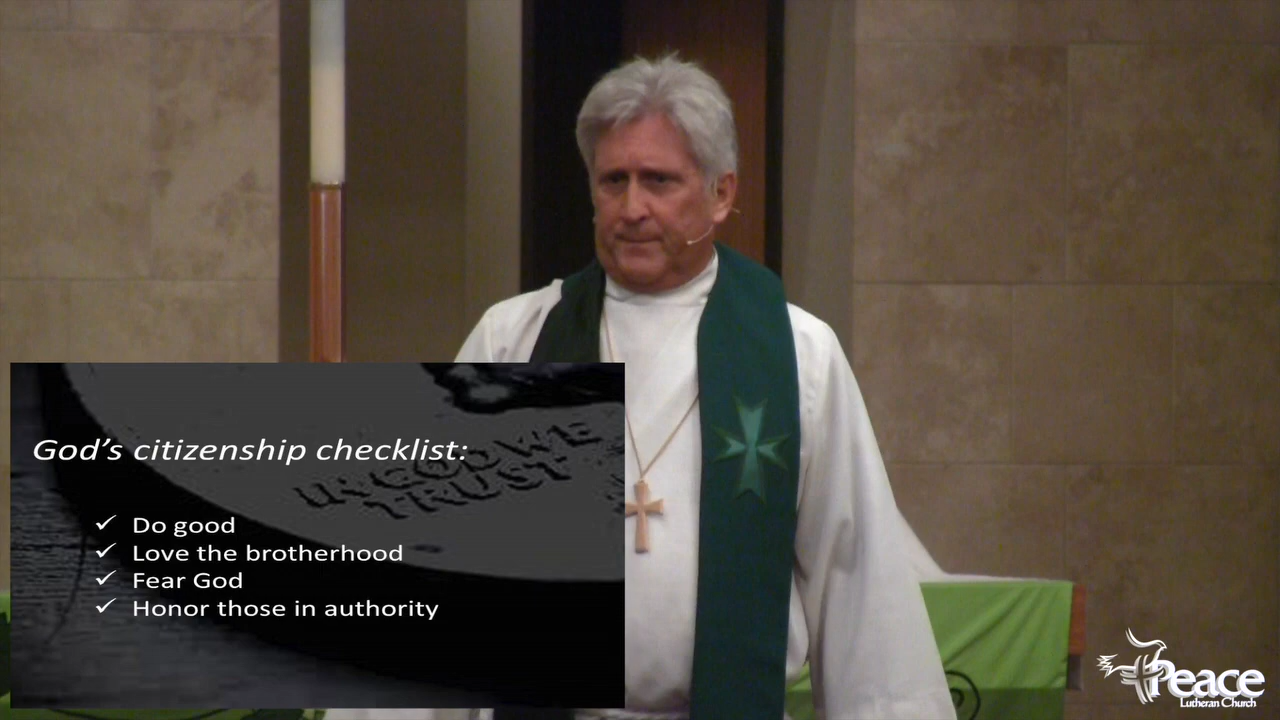 God's citizenship checklist:
IN GOD WE
TRUST
✓ Do good
✓ Love the brotherhood
✓ Fear God
✓ Honor those in authority
Peace
Lutheran Church